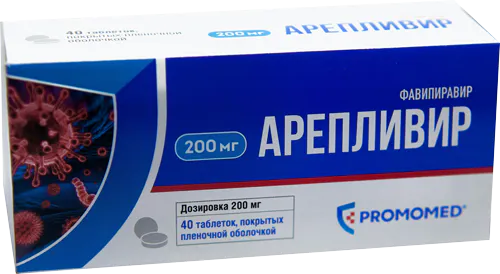 40 таблеток,
покрытых пленочной
оболочкой
200 мг
АРЕПЛИВИР
ФАВИПИРАВИР
200 мг
АРЕПЛИВИР
Дозировка 200 мг
40 таблеток, покрытых
пленочной оболочкой
PROMOMED®